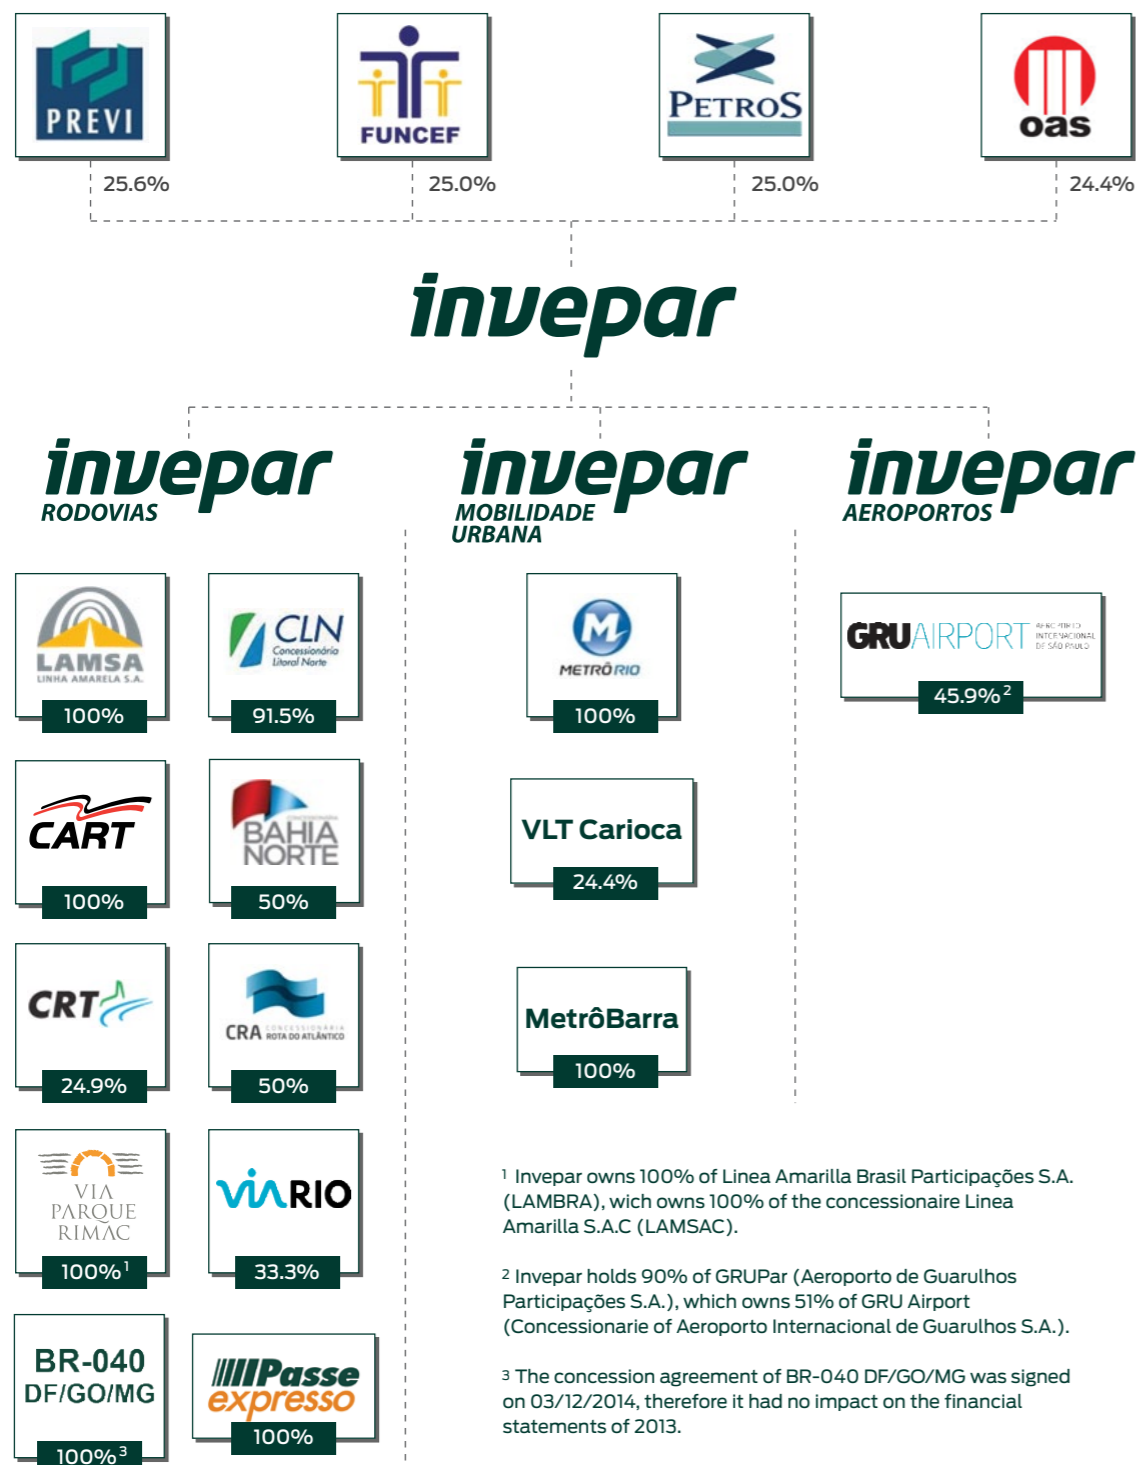 PREVI
FUNCEF
PETROS
oas
25.6%
25.0%
25.0%
24.4%
invepar
invepar
RODOVIAS
invepar
MOBILIDADE
URBANA
invepar
AEROPORTOS
LAMSA
LINHA AMARELA S.A.
100%
CLN
Concessionária
Litoral Norte
91.5%
METRÔ RIO
100%
GRUAIRPORT
AEROPORTO
INTERNACIONAL
DE SÃO PAULO
45.9%²
CART
100%
CONCESSIONÁRIA
BAHIA
NORTE
50%
VLT Carioca
24.4%
CRT
24.9%
CRA CONCESSIONÁRIA
ROTA DO ATLÂNTICO
50%
MetrôBarra
100%
VIA
PARQUE
RIMAC
100%¹
VIARIO
33.3%
BR-040
DF/GO/MG
100%³
Passe
expresso
100%
¹ Invepar owns 100% of Linea Amarilla Brasil Participações S.A.
(LAMBRA), wich owns 100% of the concessionaire Linea
Amarilla S.A.C (LAMSAC).
² Invepar holds 90% of GRUPar (Aeroporto de Guarulhos
Participações S.A.), which owns 51% of GRU Airport
(Concessionarie of Aeroporto Internacional de Guarulhos S.A.).
³ The concession agreement of BR-040 DF/GO/MG was signed
on 03/12/2014, therefore it had no impact on the financial
statements of 2013.